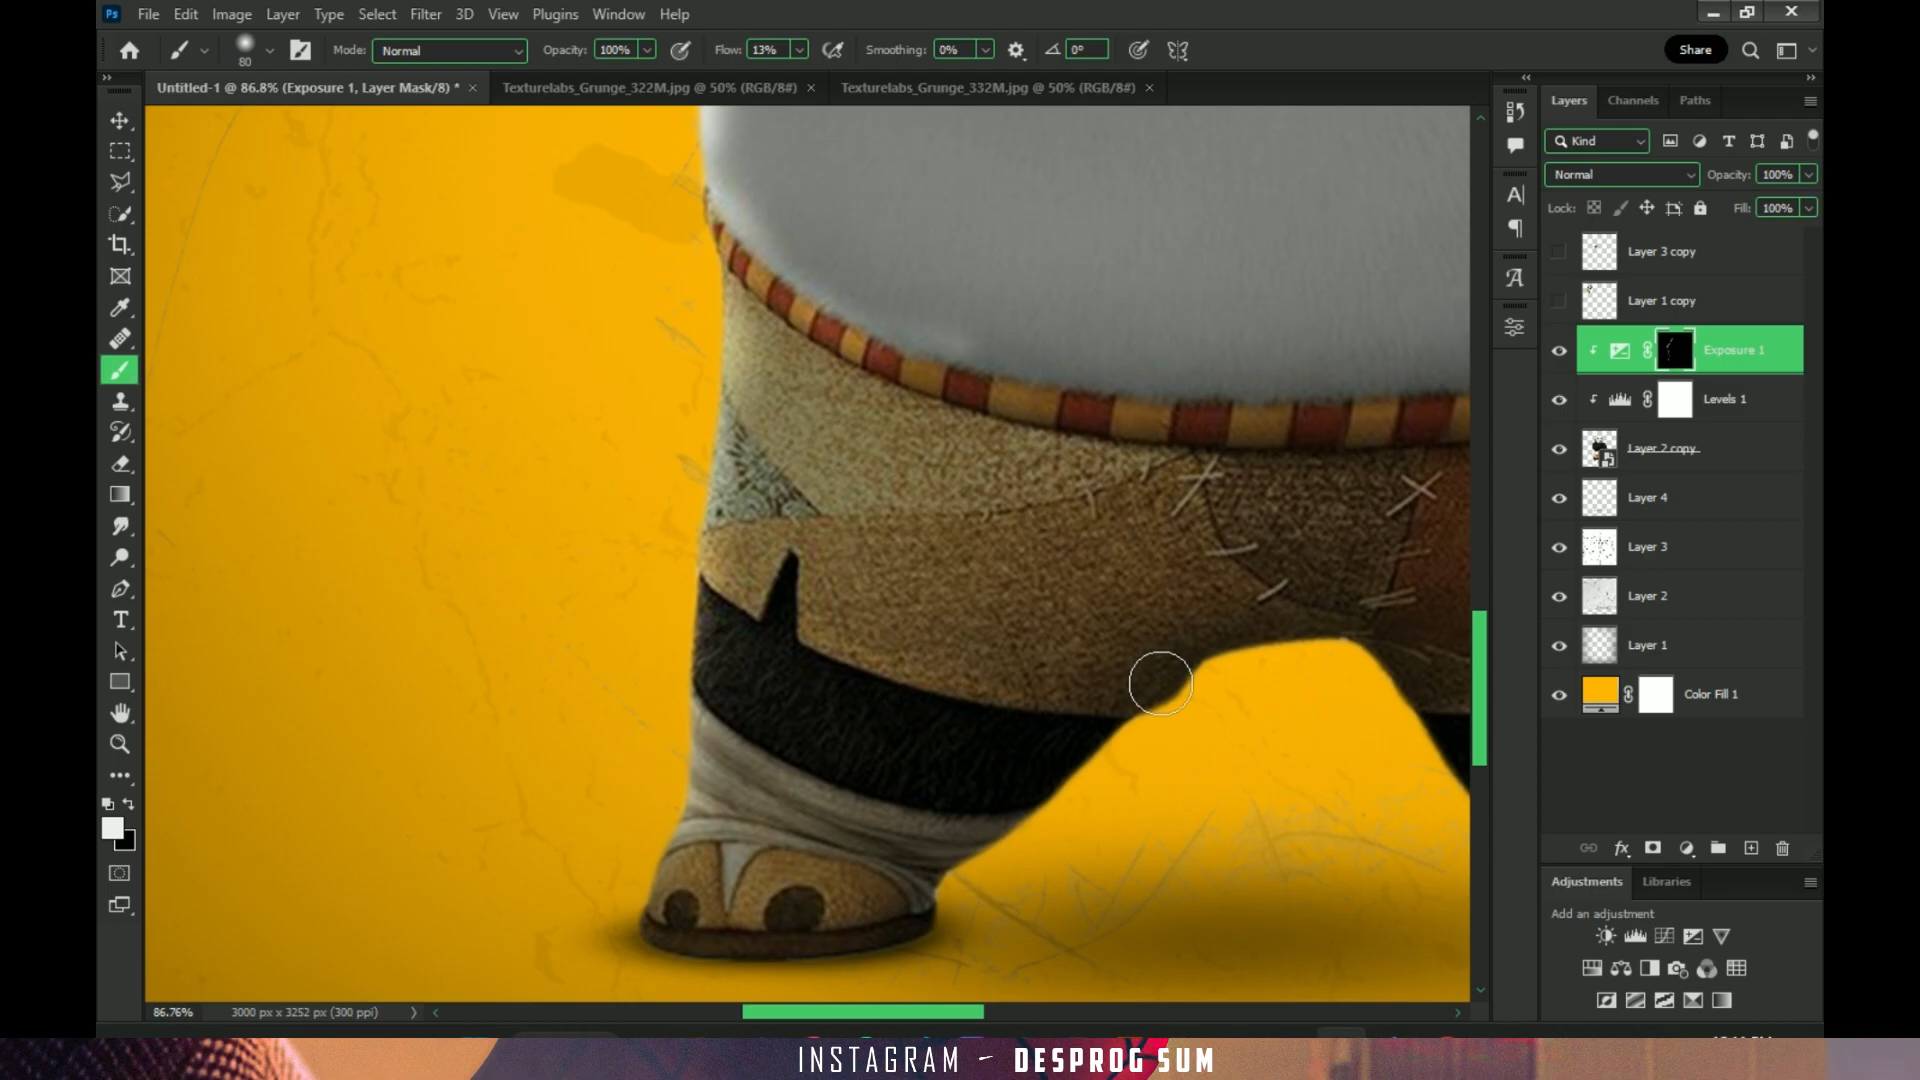 Ps File Edit Image Layer Type Select Filter 3D View Plugins Window Help
80 Mode: Normal Opacity: 100% Flow: 13% Smoothing: 0% 0° Share
Untitled-1 @ 86.8% (Exposure 1, Layer Mask/8) * × Texturelabs_Grunge_322M.jpg @ 50% (RGB/8#) × Texturelabs_Grunge_332M.jpg @ 50% (RGB/8#) ×
Layers Channels Paths
Kind
Normal Opacity: 100%
Lock: Fill: 100%
Layer 3 copy
Layer 1 copy
Exposure 1
Levels 1
Layer 2 copy
Layer 4
Layer 3
Layer 2
Layer 1
Color Fill 1
fx
Adjustments Libraries
Add an adjustment
86.76% 3000 px x 3252 px (300 ppi)
INSTAGRAM - DESPROG SUM